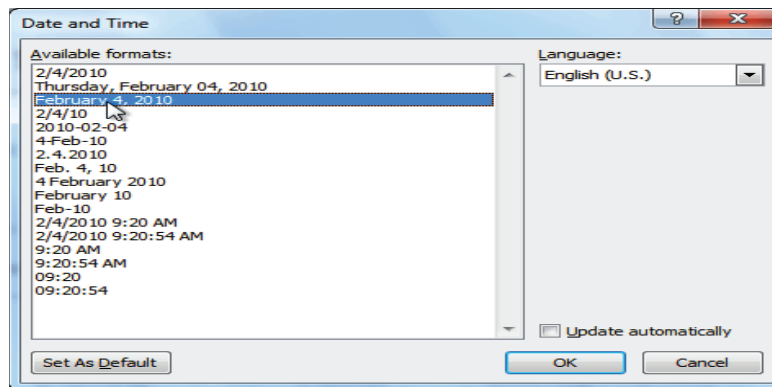 Date and Time
Available formats:
2/4/2010
Thursday, February 04, 2010
February 4, 2010
2/4/10
2010-02-04
4-Feb-10
2.4.2010
Feb. 4, 10
4 February 2010
February 10
Feb-10
2/4/2010 9:20 AM
2/4/2010 9:20:54 AM
9:20 AM
9:20:54 AM
09:20
09:20:54
Language:
English (U.S.)
Update automatically
Set As Default
OK
Cancel